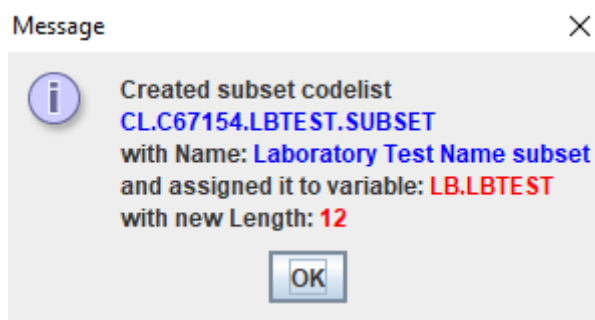 Message
Created subset codelist
CL.C67154.LBTEST.SUBSET
with Name: Laboratory Test Name subset
and assigned it to variable: LB.LBTEST
with new Length: 12
OK